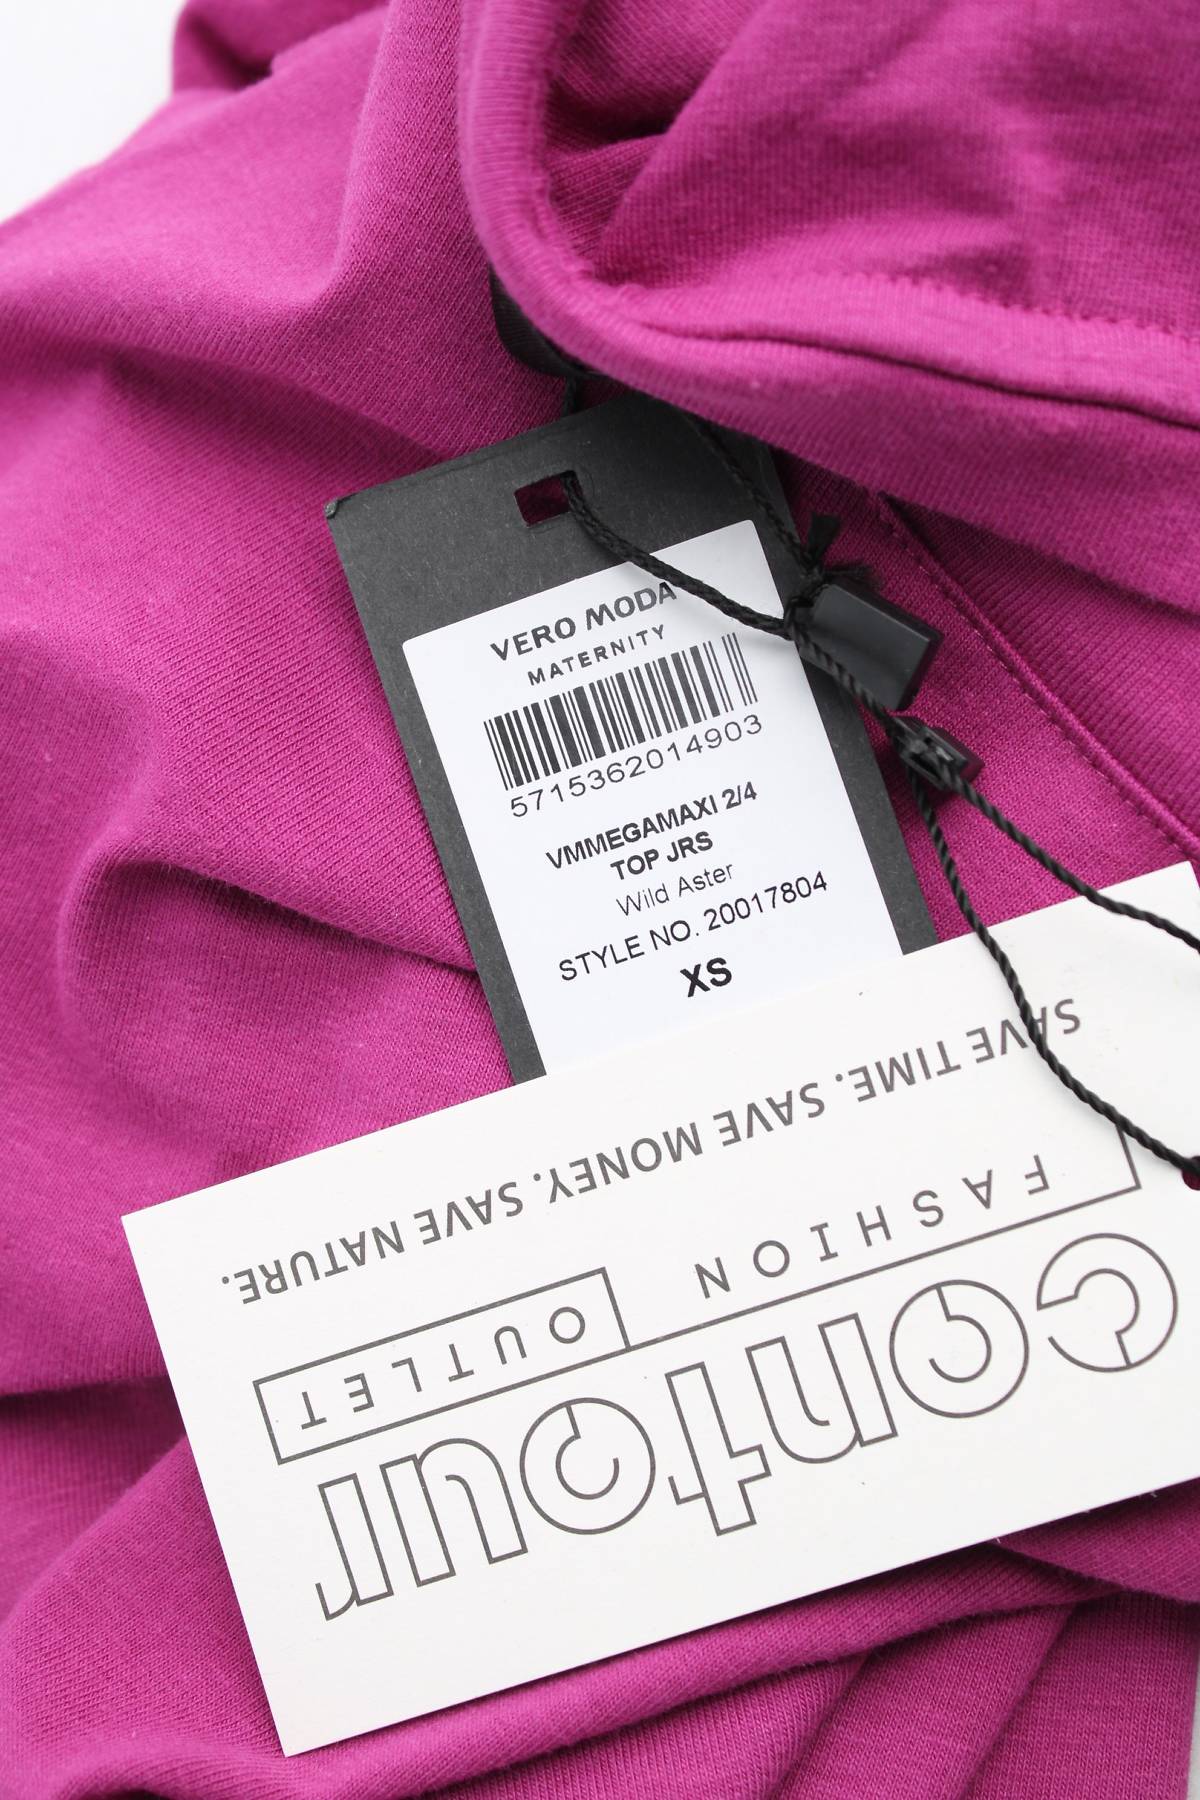 VERO MODA
MATERNITY
5715362014903
VMMEGAMAXI 2/4
TOP JRS
Wild Aster
STYLE NO. 20017804
XS
contour
FASHION
OUTLET
SAVE TIME. SAVE MONEY. SAVE NATURE.